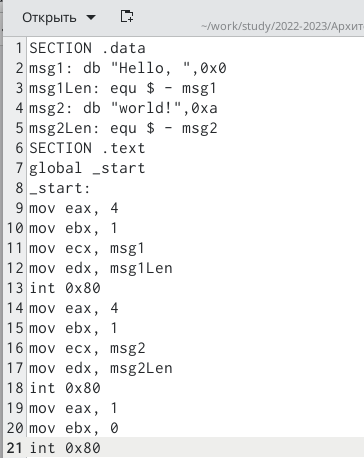 Открыть
~/work/study/2022-2023/Архит
1 SECTION .data
2 msg1: db "Hello, ",0x0
3 msg1Len: equ $ - msg1
4 msg2: db "world!",0xa
5 msg2Len: equ $ - msg2
6 SECTION .text
7 global _start
8 _start:
9 mov eax, 4
10 mov ebx, 1
11 mov ecx, msg1
12 mov edx, msg1Len
13 int 0x80
14 mov eax, 4
15 mov ebx, 1
16 mov ecx, msg2
17 mov edx, msg2Len
18 int 0x80
19 mov eax, 1
20 mov ebx, 0
21 int 0x80